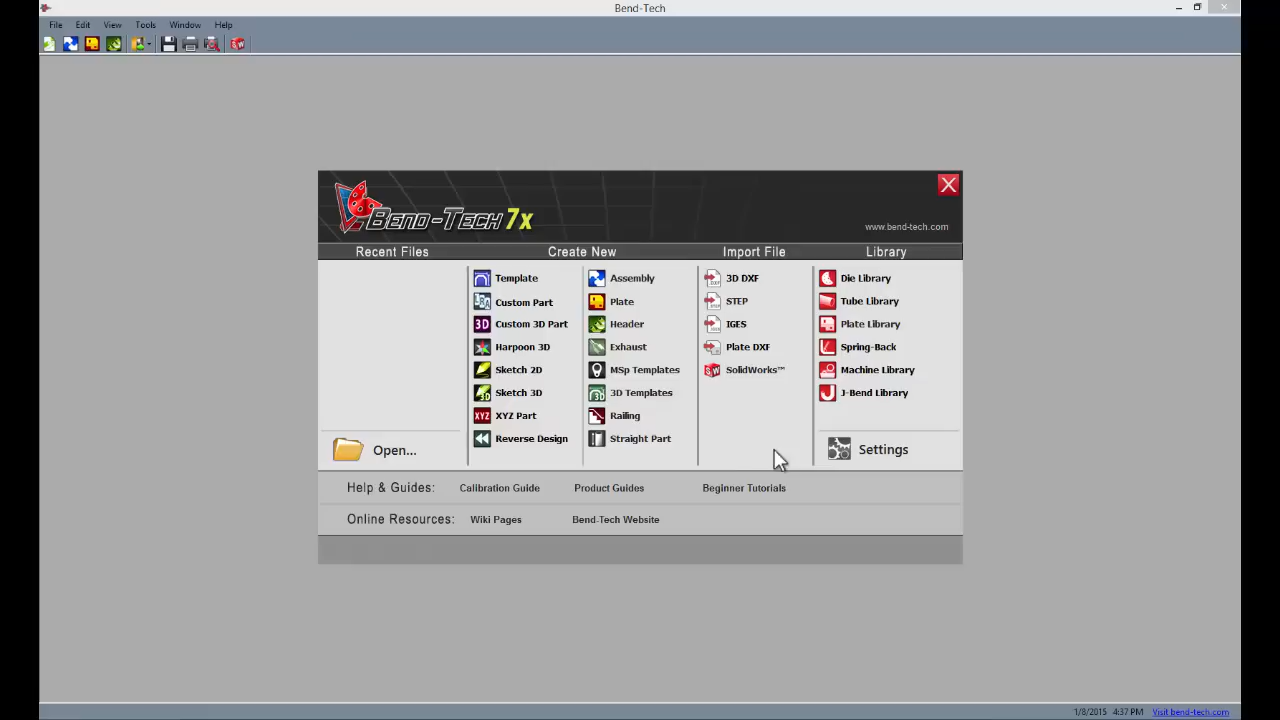 Bend-Tech
File Edit View Tools Window Help
BEND-TECH 7x
www.bend-tech.com
Recent Files Create New Import File Library
Template Assembly 3D DXF Die Library
Custom Part Plate STEP Tube Library
Custom 3D Part Header IGES Plate Library
Harpoon 3D Exhaust Plate DXF Spring-Back
Sketch 2D MSp Templates SolidWorks™ Machine Library
Sketch 3D 3D Templates J-Bend Library
XYZ Part Railing
Reverse Design Straight Part
Open... Settings
Help & Guides: Calibration Guide Product Guides Beginner Tutorials
Online Resources: Wiki Pages Bend-Tech Website
1/8/2015 4:37 PM Visit bend-tech.com